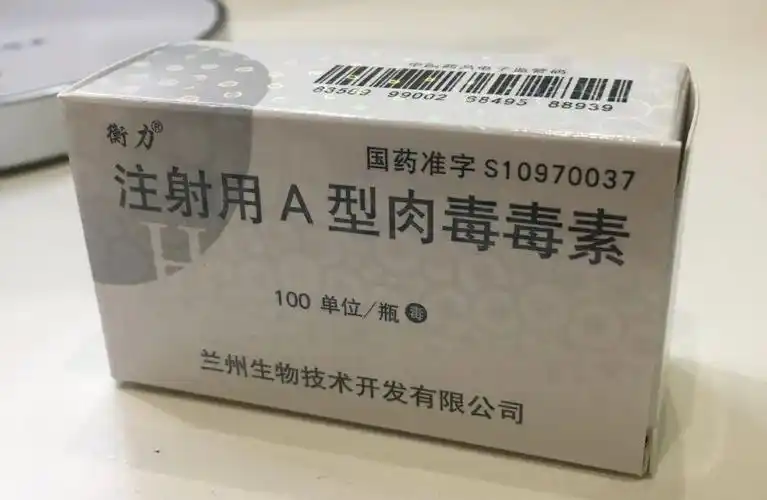 中国药品电子监管码
83509 99002 58495 88939
衡力®
国药准字 S10970037
注射用 A 型肉毒毒素
H
100 单位/瓶 毒
兰州生物技术开发有限公司